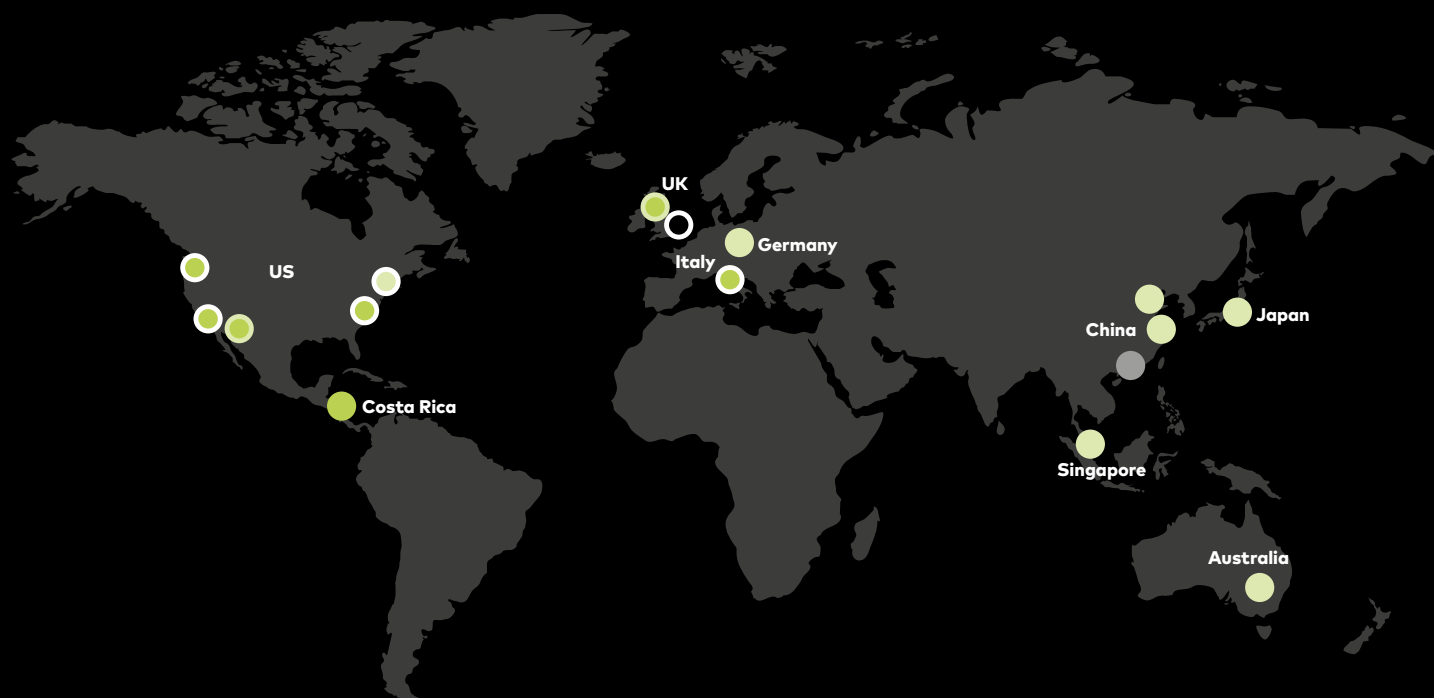 UK
Germany
Italy
US
Japan
China
Costa Rica
Singapore
Australia